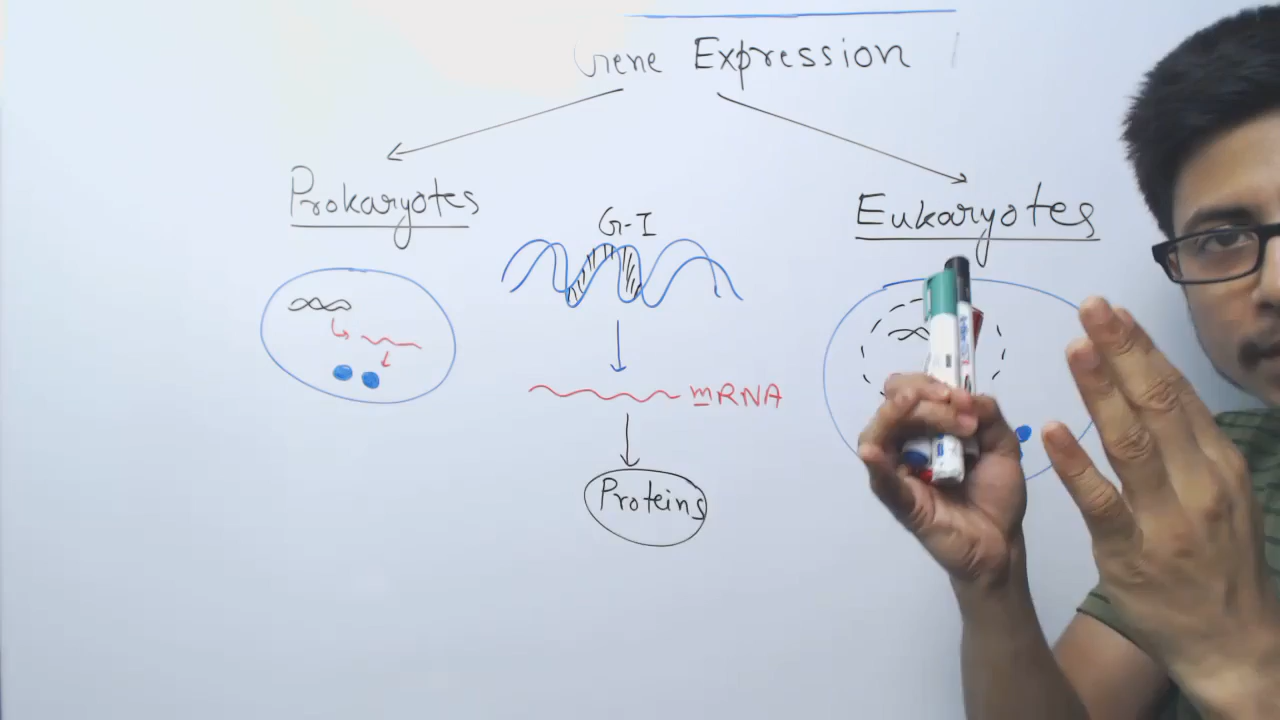 Gene Expression
Prokaryotes
Eukaryotes
G-I
mRNA
Proteins